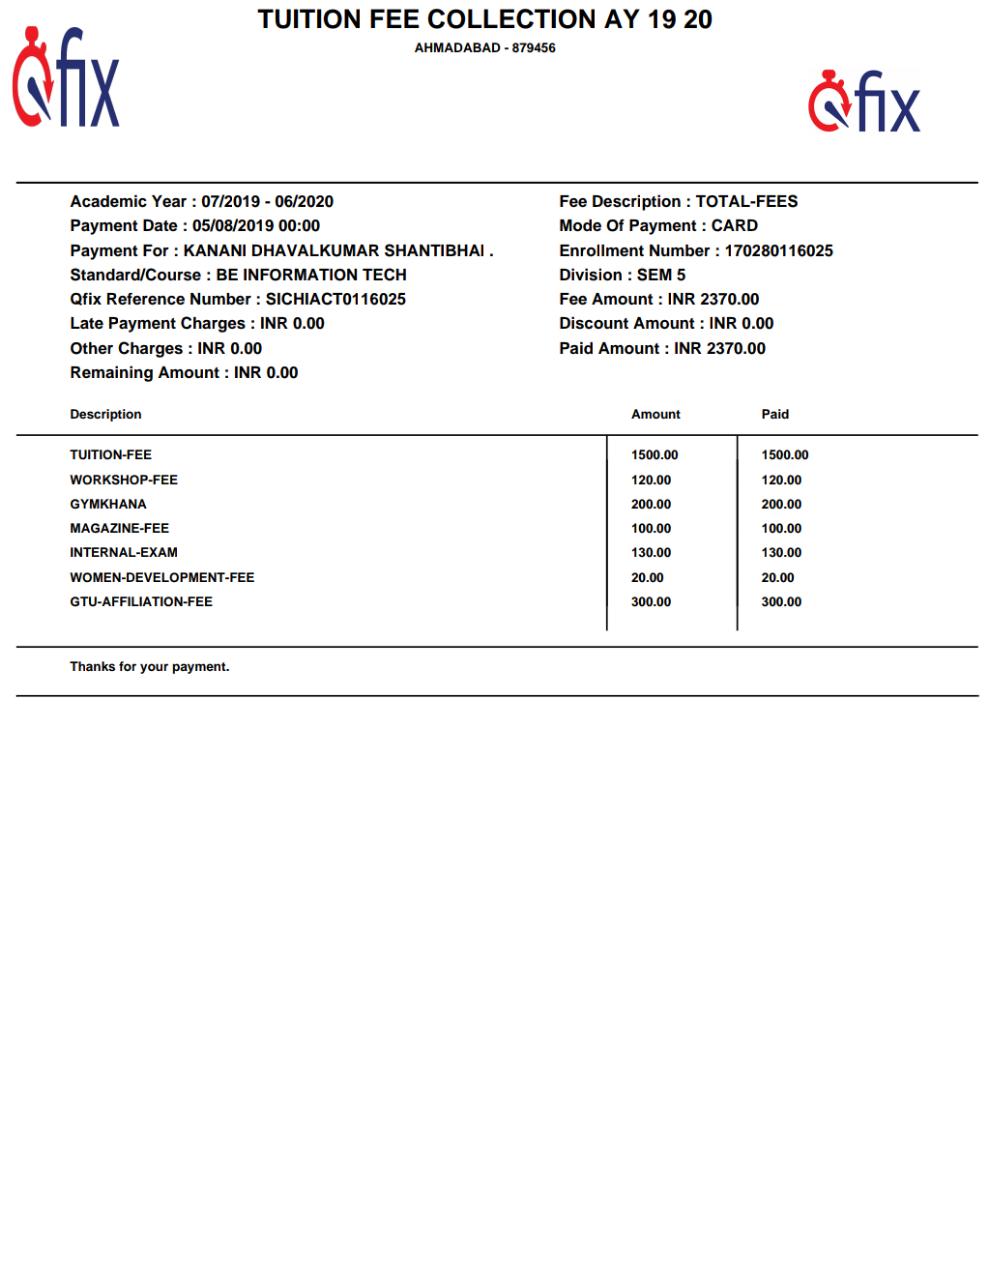 TUITION FEE COLLECTION AY 19 20
AHMADABAD - 879456
Qfix
Qfix
Academic Year : 07/2019 - 06/2020 Fee Description : TOTAL-FEES
Payment Date : 05/08/2019 00:00 Mode Of Payment : CARD
Payment For : KANANI DHAVALKUMAR SHANTIBHAI . Enrollment Number : 170280116025
Standard/Course : BE INFORMATION TECH Division : SEM 5
Qfix Reference Number : SICHIACT0116025 Fee Amount : INR 2370.00
Late Payment Charges : INR 0.00 Discount Amount : INR 0.00
Other Charges : INR 0.00 Paid Amount : INR 2370.00
Remaining Amount : INR 0.00
Description Amount Paid
TUITION-FEE 1500.00 1500.00
WORKSHOP-FEE 120.00 120.00
GYMKHANA 200.00 200.00
MAGAZINE-FEE 100.00 100.00
INTERNAL-EXAM 130.00 130.00
WOMEN-DEVELOPMENT-FEE 20.00 20.00
GTU-AFFILIATION-FEE 300.00 300.00
Thanks for your payment.